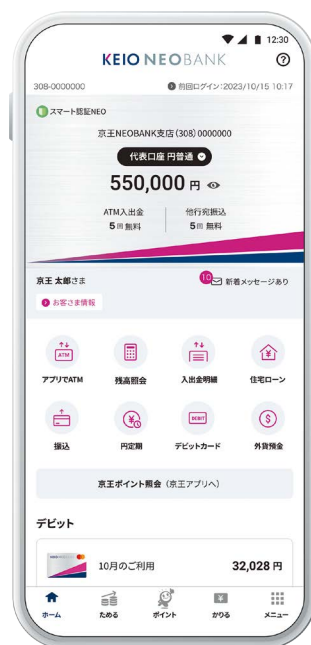 12:30
KEIO NEOBANK
?
308-0000000
前回ログイン:2023/10/15 10:17
スマート認証NEO
京王NEOBANK支店(308) 0000000
代表口座 円普通
550,000 円
ATM入出金
5回 無料
他行宛振込
5回 無料
京王 太郎さま
10
新着メッセージあり
お客さま情報
ATM
アプリでATM
残高照会
入出金明細
¥
住宅ローン
振込
¥
円定期
DEBIT
デビットカード
$
外貨預金
京王ポイント照会(京王アプリへ)
デビット
10月のご利用
32,028 円
ホーム
ためる
ポイント
¥
かりる
メニュー